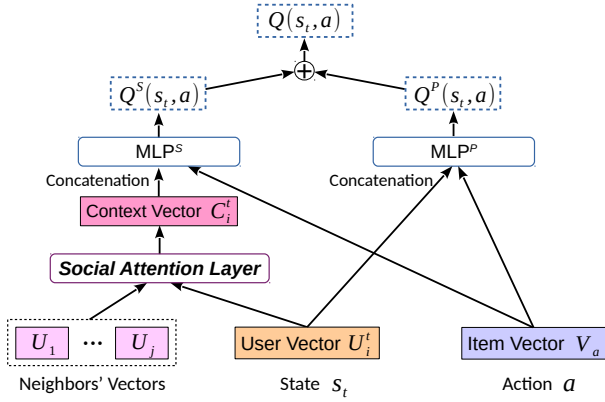 Q(s_t, a)
+
Q^S(s_t, a)
Q^P(s_t, a)
MLP^S
MLP^P
Concatenation
Concatenation
Context Vector C_i^t
Social Attention Layer
U_1 ... U_j
User Vector U_i^t
Item Vector V_a
Neighbors' Vectors
State s_t
Action a